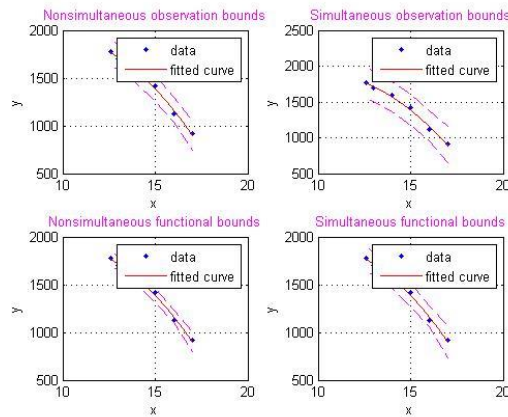 Nonsimultaneous observation bounds
2000
1500
1000
500
10
15
20
x
y
data
fitted curve
Simultaneous observation bounds
2500
2000
1500
1000
500
10
15
20
x
y
data
fitted curve
Nonsimultaneous functional bounds
2000
1500
1000
500
10
15
20
x
y
data
fitted curve
Simultaneous functional bounds
2000
1500
1000
500
10
15
20
x
y
data
fitted curve